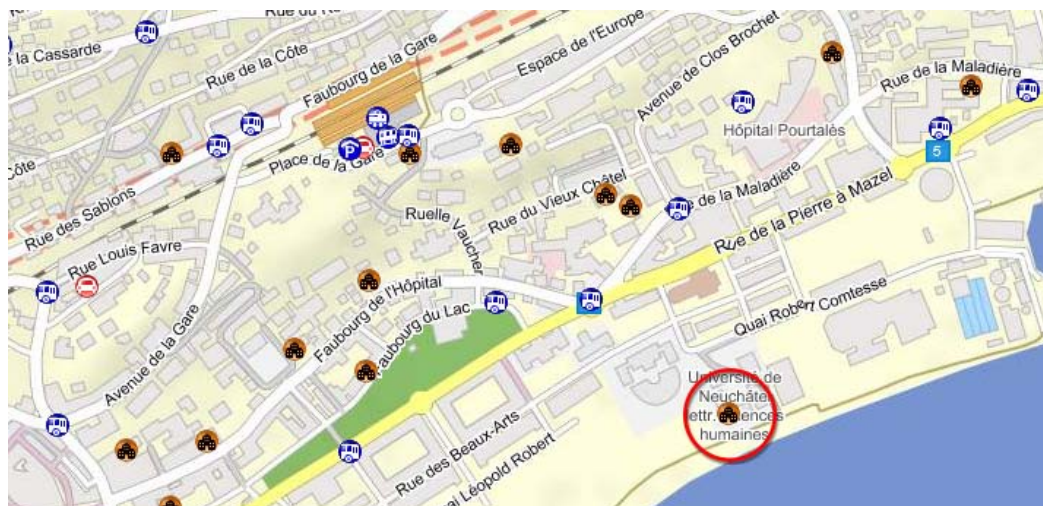 la Cassarde
Rue de la Côte
Faubourg de la Gare
Espace de l'Europe
Avenue de Clos Brochet
Rue de la Maladière
Hôpital Pourtalès
5
Côte
Place de la Gare
Rue des Sablons
Ruelle Vaucher
Rue du Vieux Châtel
de la Maladière
Rue de la Pierre à Mazel
Rue Louis Favre
Avenue de la Gare
Faubourg de l'Hôpital
Faubourg du Lac
Quai Robert Comtesse
Université de
Neuchâtel
humaines
Rue des Beaux-Arts
Léopold Robert
P